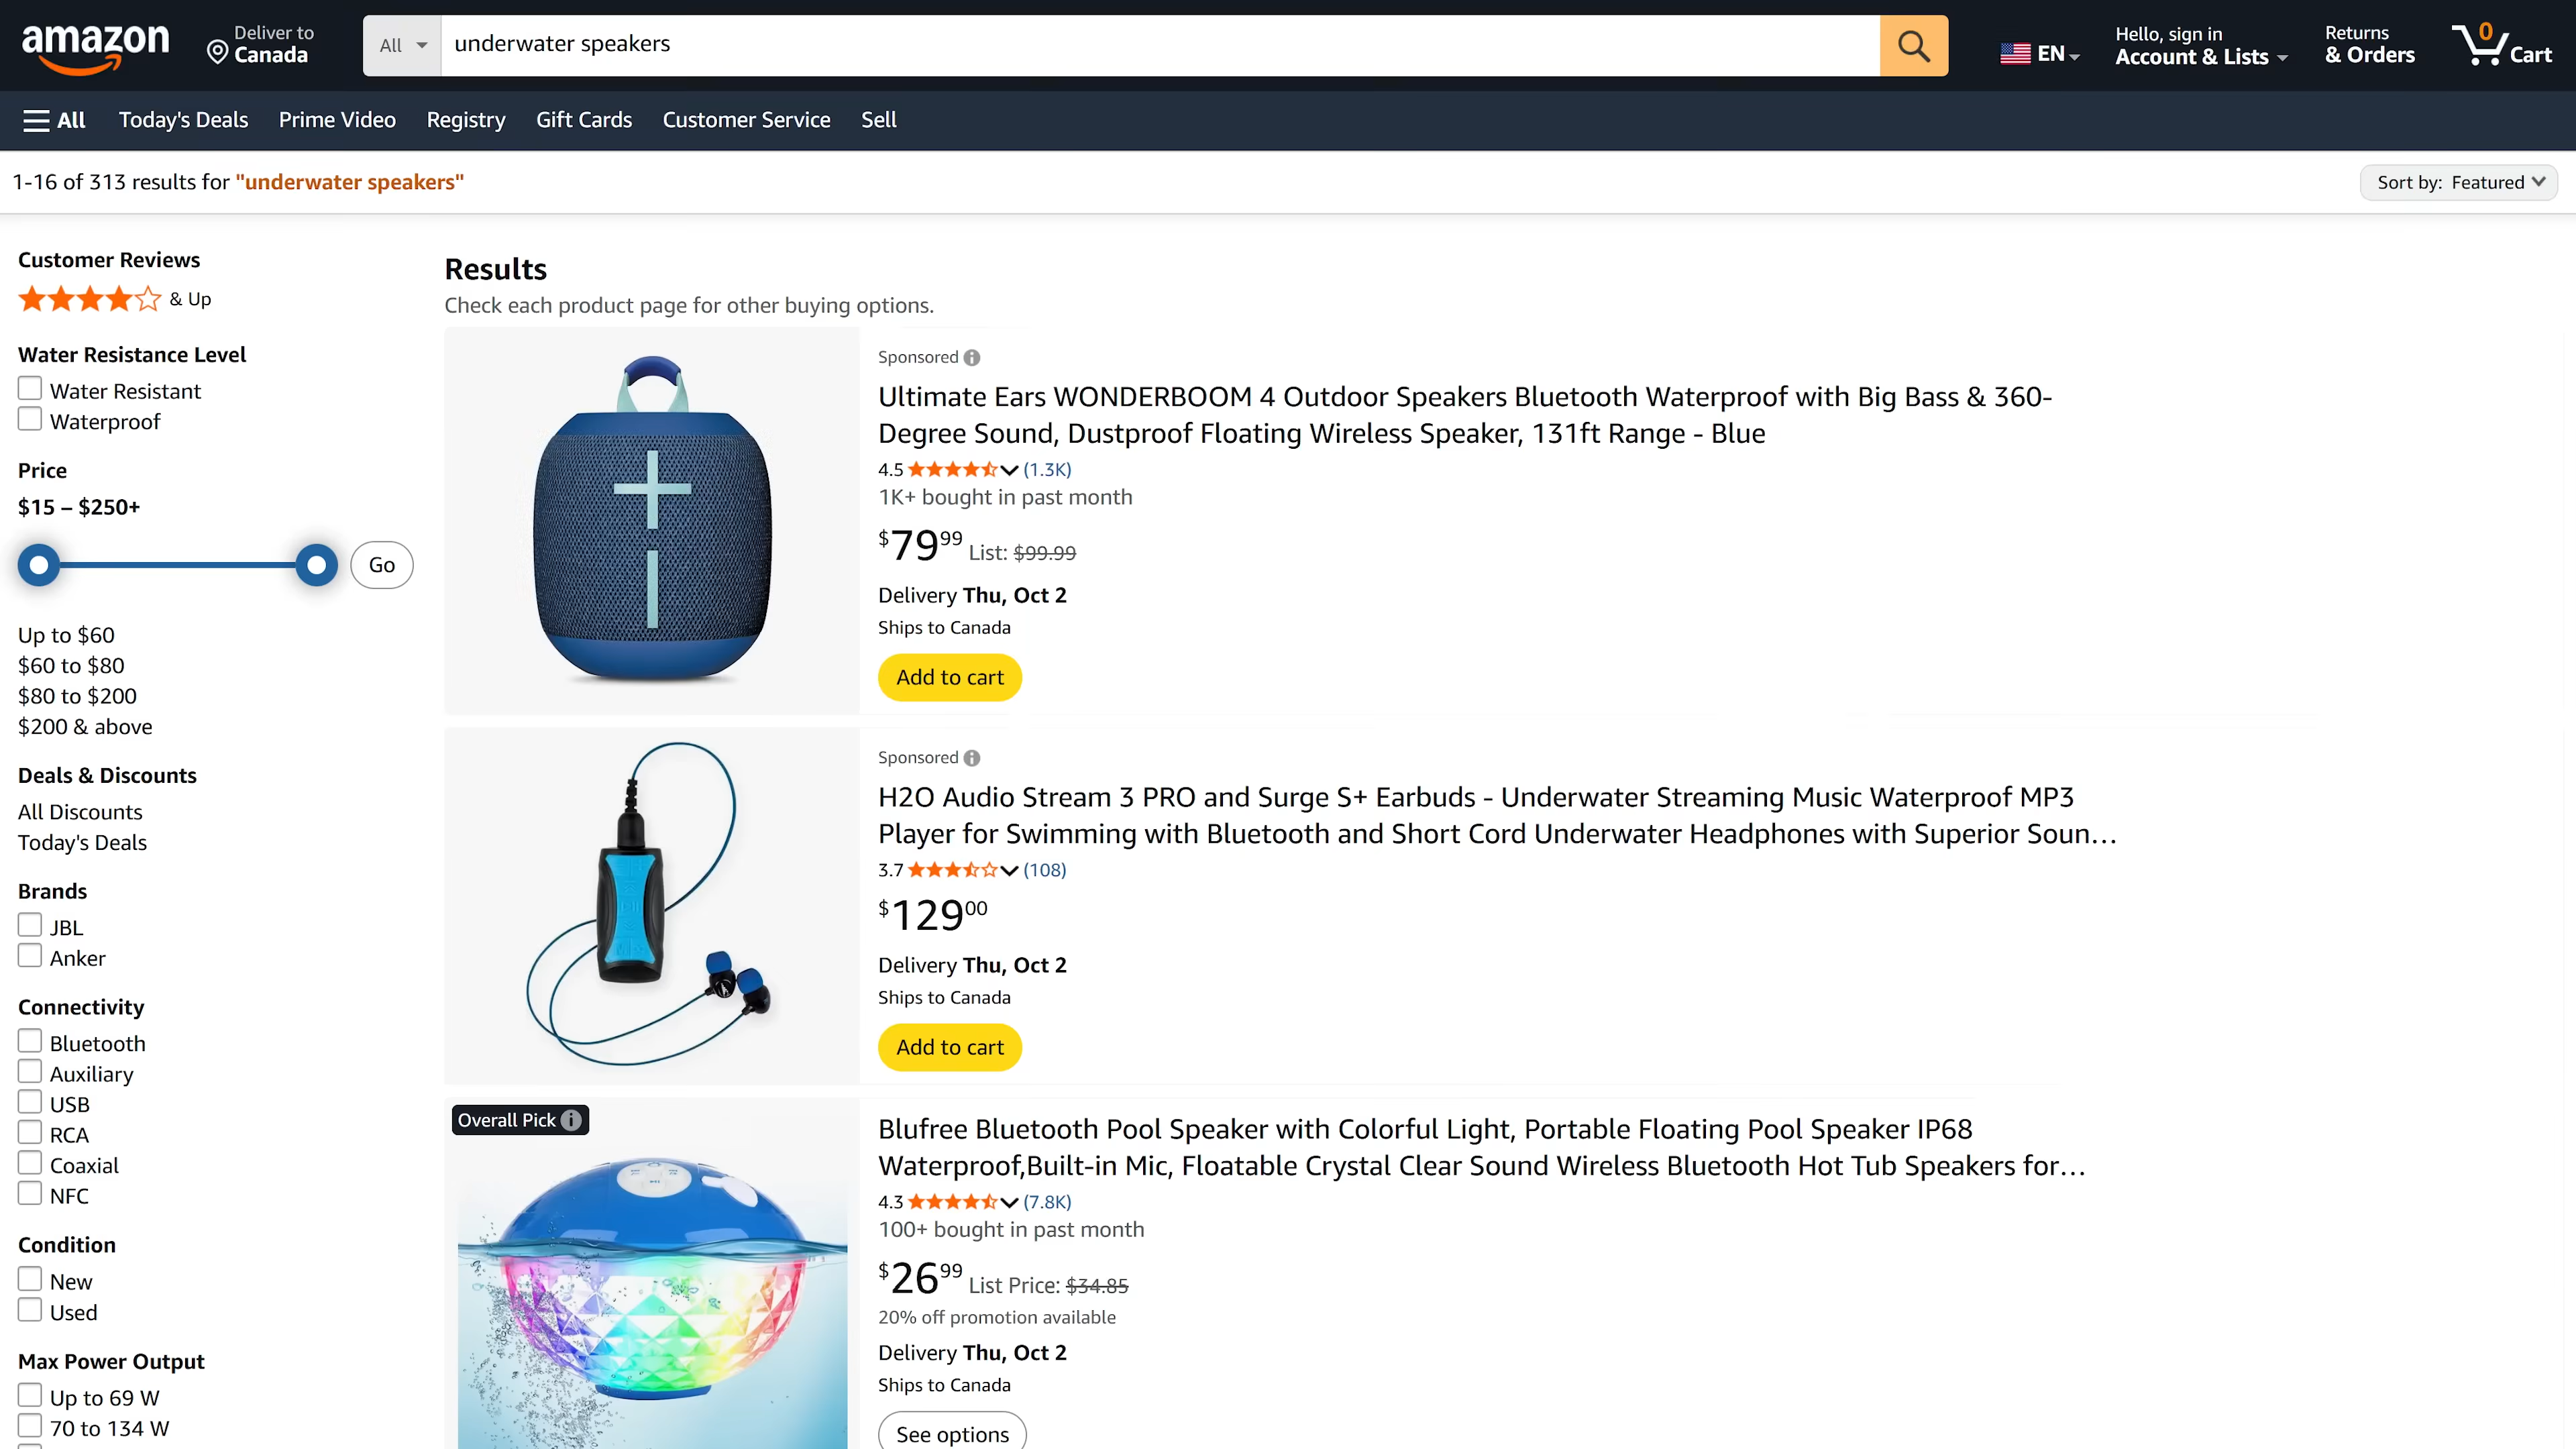 amazon
Deliver to
Canada
All
underwater speakers
EN
Hello, sign in
Account & Lists
Returns
& Orders
0
Cart
All
Today's Deals
Prime Video
Registry
Gift Cards
Customer Service
Sell
1-16 of 313 results for "underwater speakers"
Sort by: Featured
Customer Reviews
& Up
Water Resistance Level
Water Resistant
Waterproof
Price
$15 – $250+
Go
Up to $60
$60 to $80
$80 to $200
$200 & above
Deals & Discounts
All Discounts
Today's Deals
Brands
JBL
Anker
Connectivity
Bluetooth
Auxiliary
USB
RCA
Coaxial
NFC
Condition
New
Used
Max Power Output
Up to 69 W
70 to 134 W
Results
Check each product page for other buying options.
Sponsored
Ultimate Ears WONDERBOOM 4 Outdoor Speakers Bluetooth Waterproof with Big Bass & 360-
Degree Sound, Dustproof Floating Wireless Speaker, 131ft Range - Blue
4.5 (1.3K)
1K+ bought in past month
$79 99 List: $99.99
Delivery Thu, Oct 2
Ships to Canada
Add to cart
Sponsored
H2O Audio Stream 3 PRO and Surge S+ Earbuds - Underwater Streaming Music Waterproof MP3
Player for Swimming with Bluetooth and Short Cord Underwater Headphones with Superior Soun…
3.7 (108)
$129 00
Delivery Thu, Oct 2
Ships to Canada
Add to cart
Overall Pick
Blufree Bluetooth Pool Speaker with Colorful Light, Portable Floating Pool Speaker IP68
Waterproof,Built-in Mic, Floatable Crystal Clear Sound Wireless Bluetooth Hot Tub Speakers for…
4.3 (7.8K)
100+ bought in past month
$26 99 List Price: $34.85
20% off promotion available
Delivery Thu, Oct 2
Ships to Canada
See options